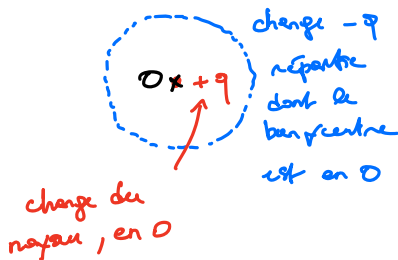 charge - q
répartie
dont le
barycentre
est en O
O x + q
charge du
noyau, en O